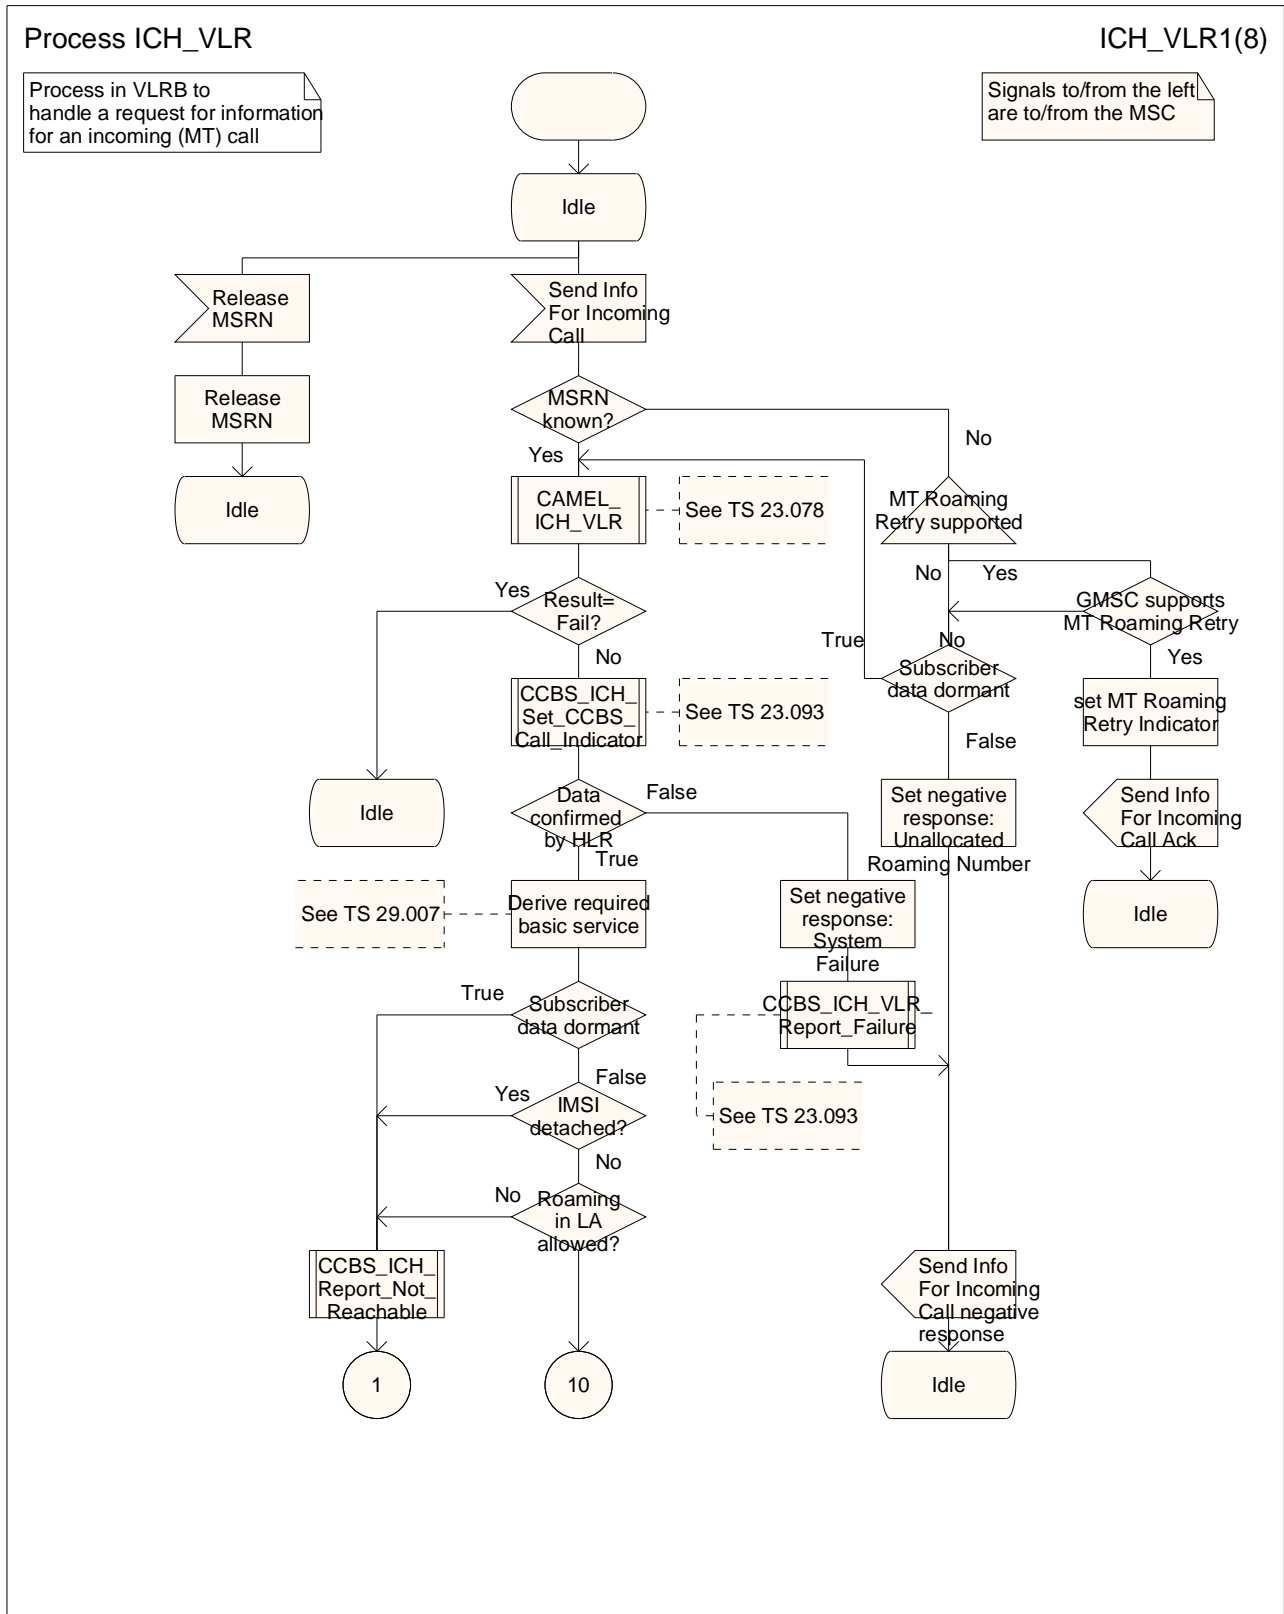 Process ICH_VLR
ICH_VLR1(8)
Process in VLRB to
handle a request for information
for an incoming (MT) call
Signals to/from the left
are to/from the MSC
Idle
Release
MSRN
Send Info
For Incoming
Call
Release
MSRN
MSRN
known?
No
Yes
Idle
CAMEL_
ICH_VLR
See TS 23.078
MT Roaming
Retry supported
No
Yes
Yes
Result=
Fail?
GMSC supports
MT Roaming Retry
True
No
No
Yes
Subscriber
data dormant
CCBS_ICH_
Set_CCBS_
Call_Indicator
See TS 23.093
set MT Roaming
Retry Indicator
False
Idle
Data
confirmed
by HLR
False
True
Set negative
response:
Unallocated
Roaming Number
Send Info
For Incoming
Call Ack
See TS 29.007
Derive required
basic service
Set negative
response:
System
Failure
Idle
True
Subscriber
data dormant
CCBS_ICH_VLR_
Report_Failure
False
Yes
IMSI
detached?
See TS 23.093
No
No
Roaming
in LA
allowed?
CCBS_ICH_
Report_Not_
Reachable
Send Info
For Incoming
Call negative
response
1
10
Idle